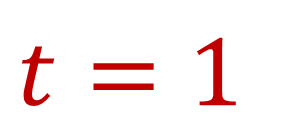 t = 1